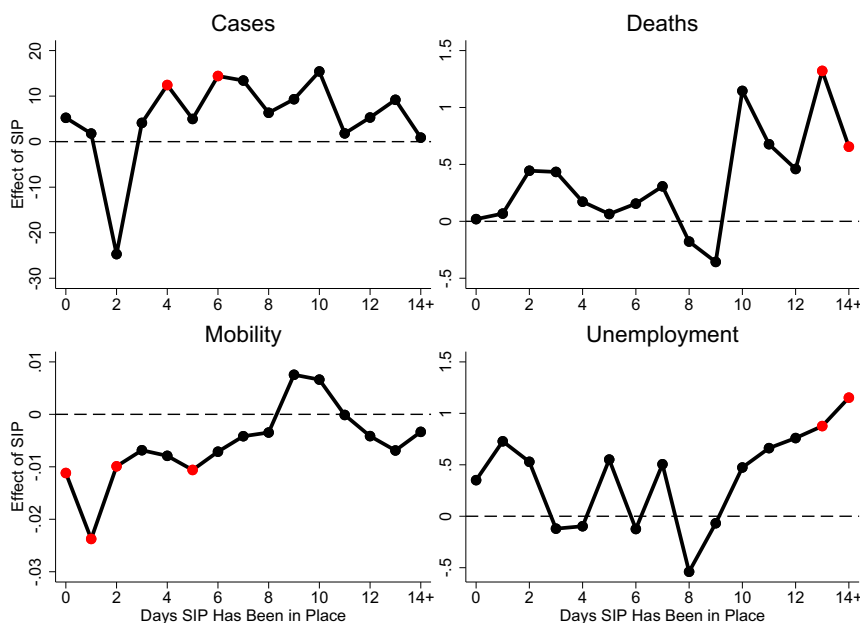 Cases
Effect of SIP
20
10
0
-10
-20
-30
0 2 4 6 8 10 12 14+
Deaths
1.5
1
.5
0
-.5
0 2 4 6 8 10 12 14+
Mobility
Effect of SIP
.01
0
-.01
-.02
-.03
0 2 4 6 8 10 12 14+
Days SIP Has Been in Place
Unemployment
1.5
1
.5
0
-.5
0 2 4 6 8 10 12 14+
Days SIP Has Been in Place